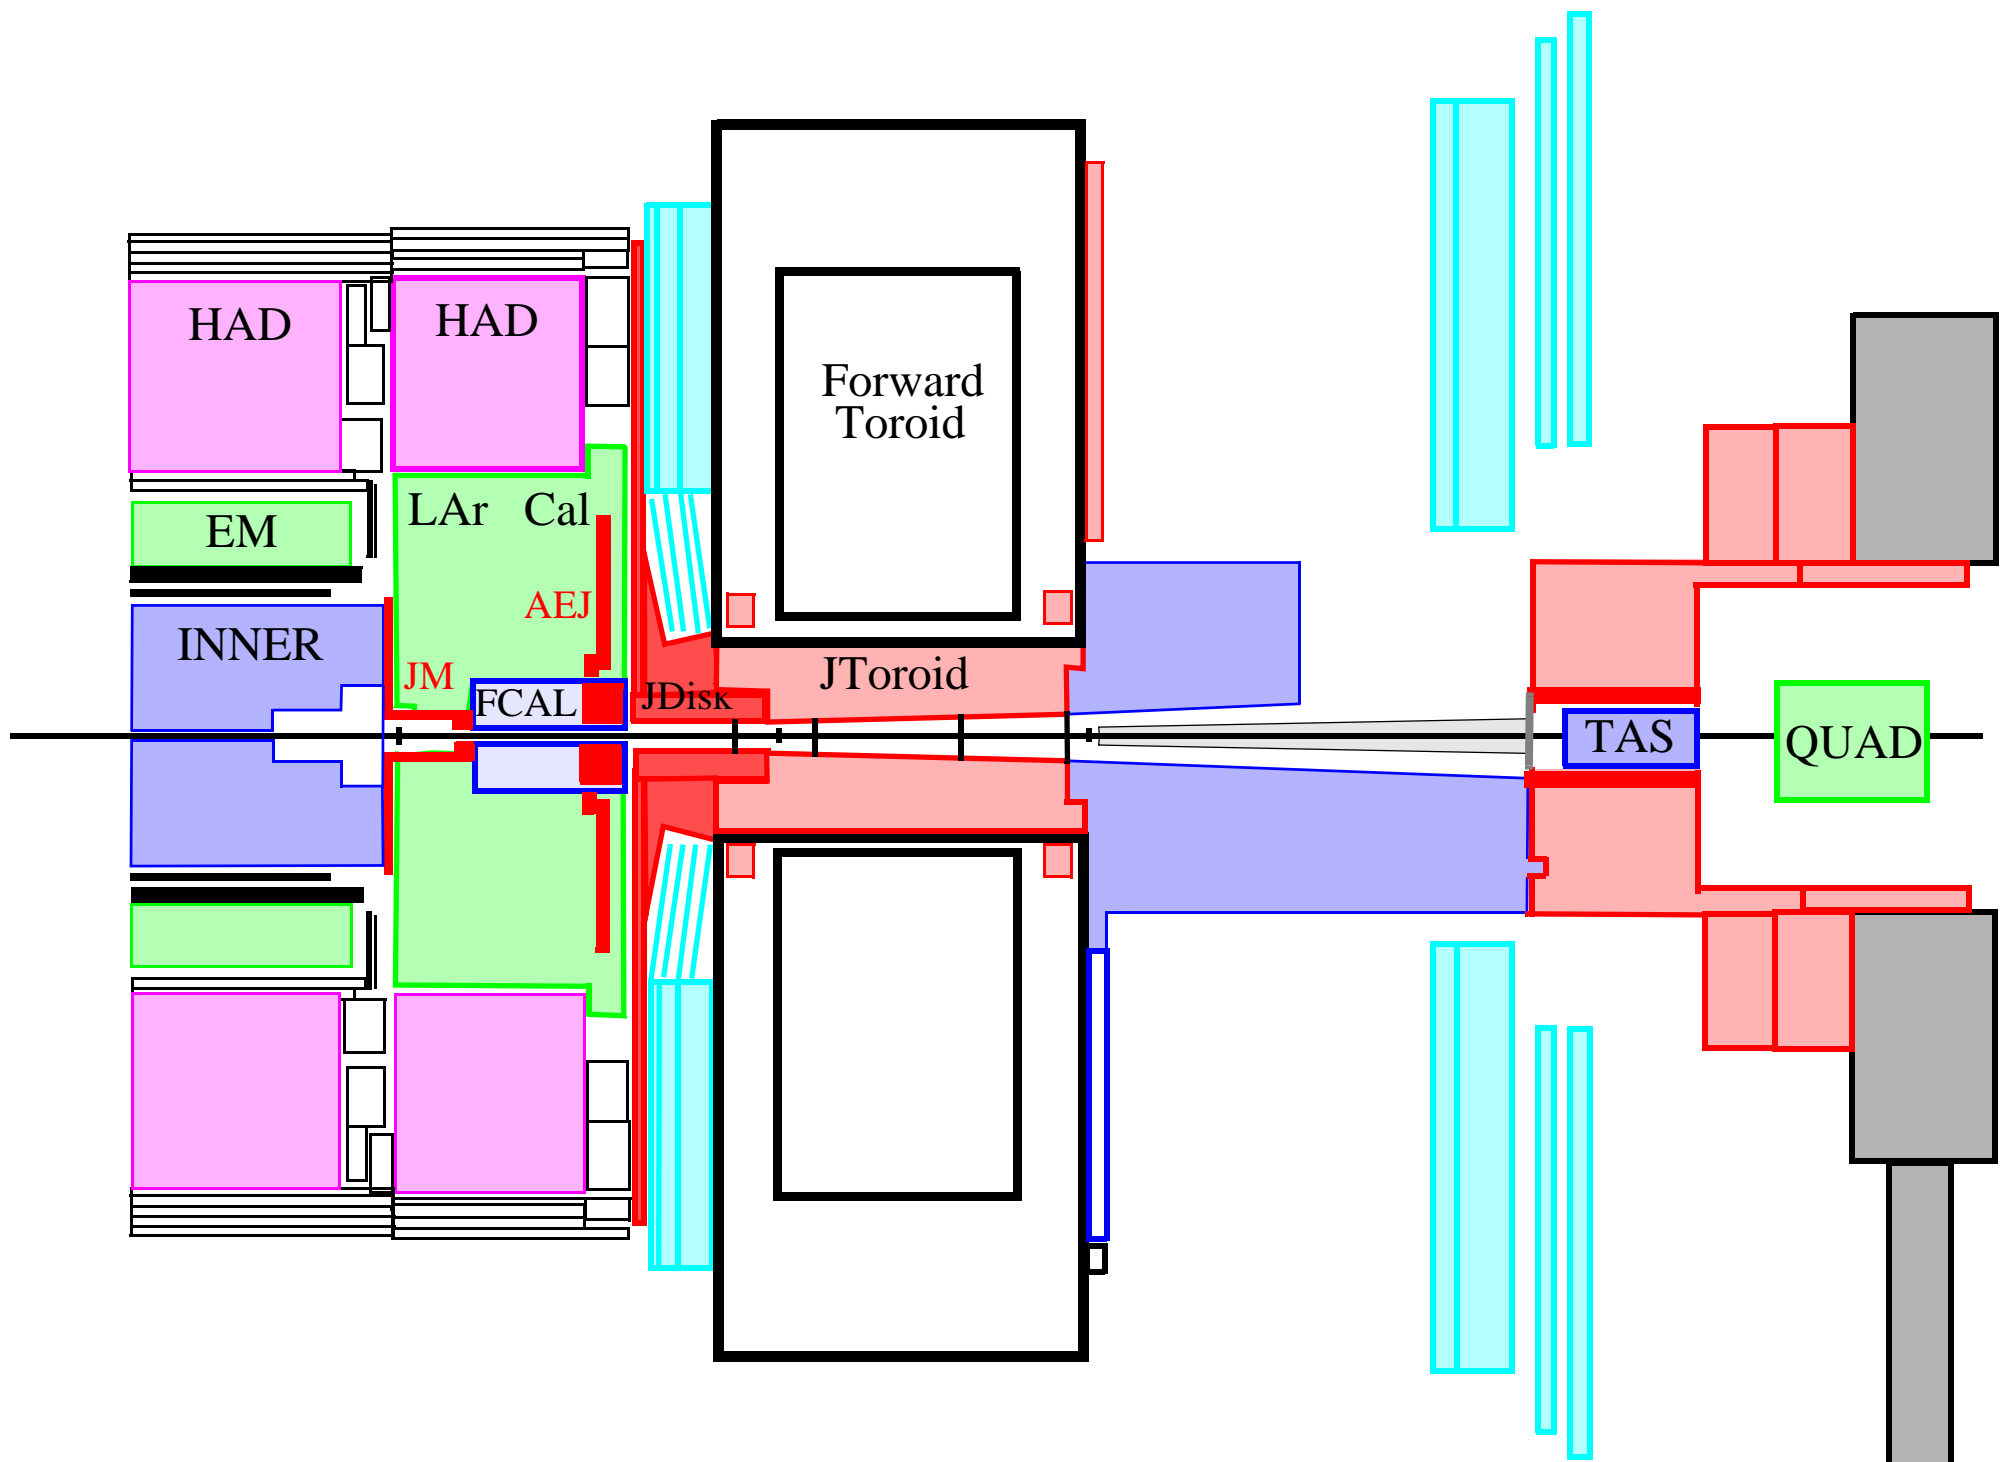 HAD
HAD
Forward
Toroid
LAr Cal
EM
AEJ
INNER
JM
FCAL
JDisk
JToroid
TAS
QUAD